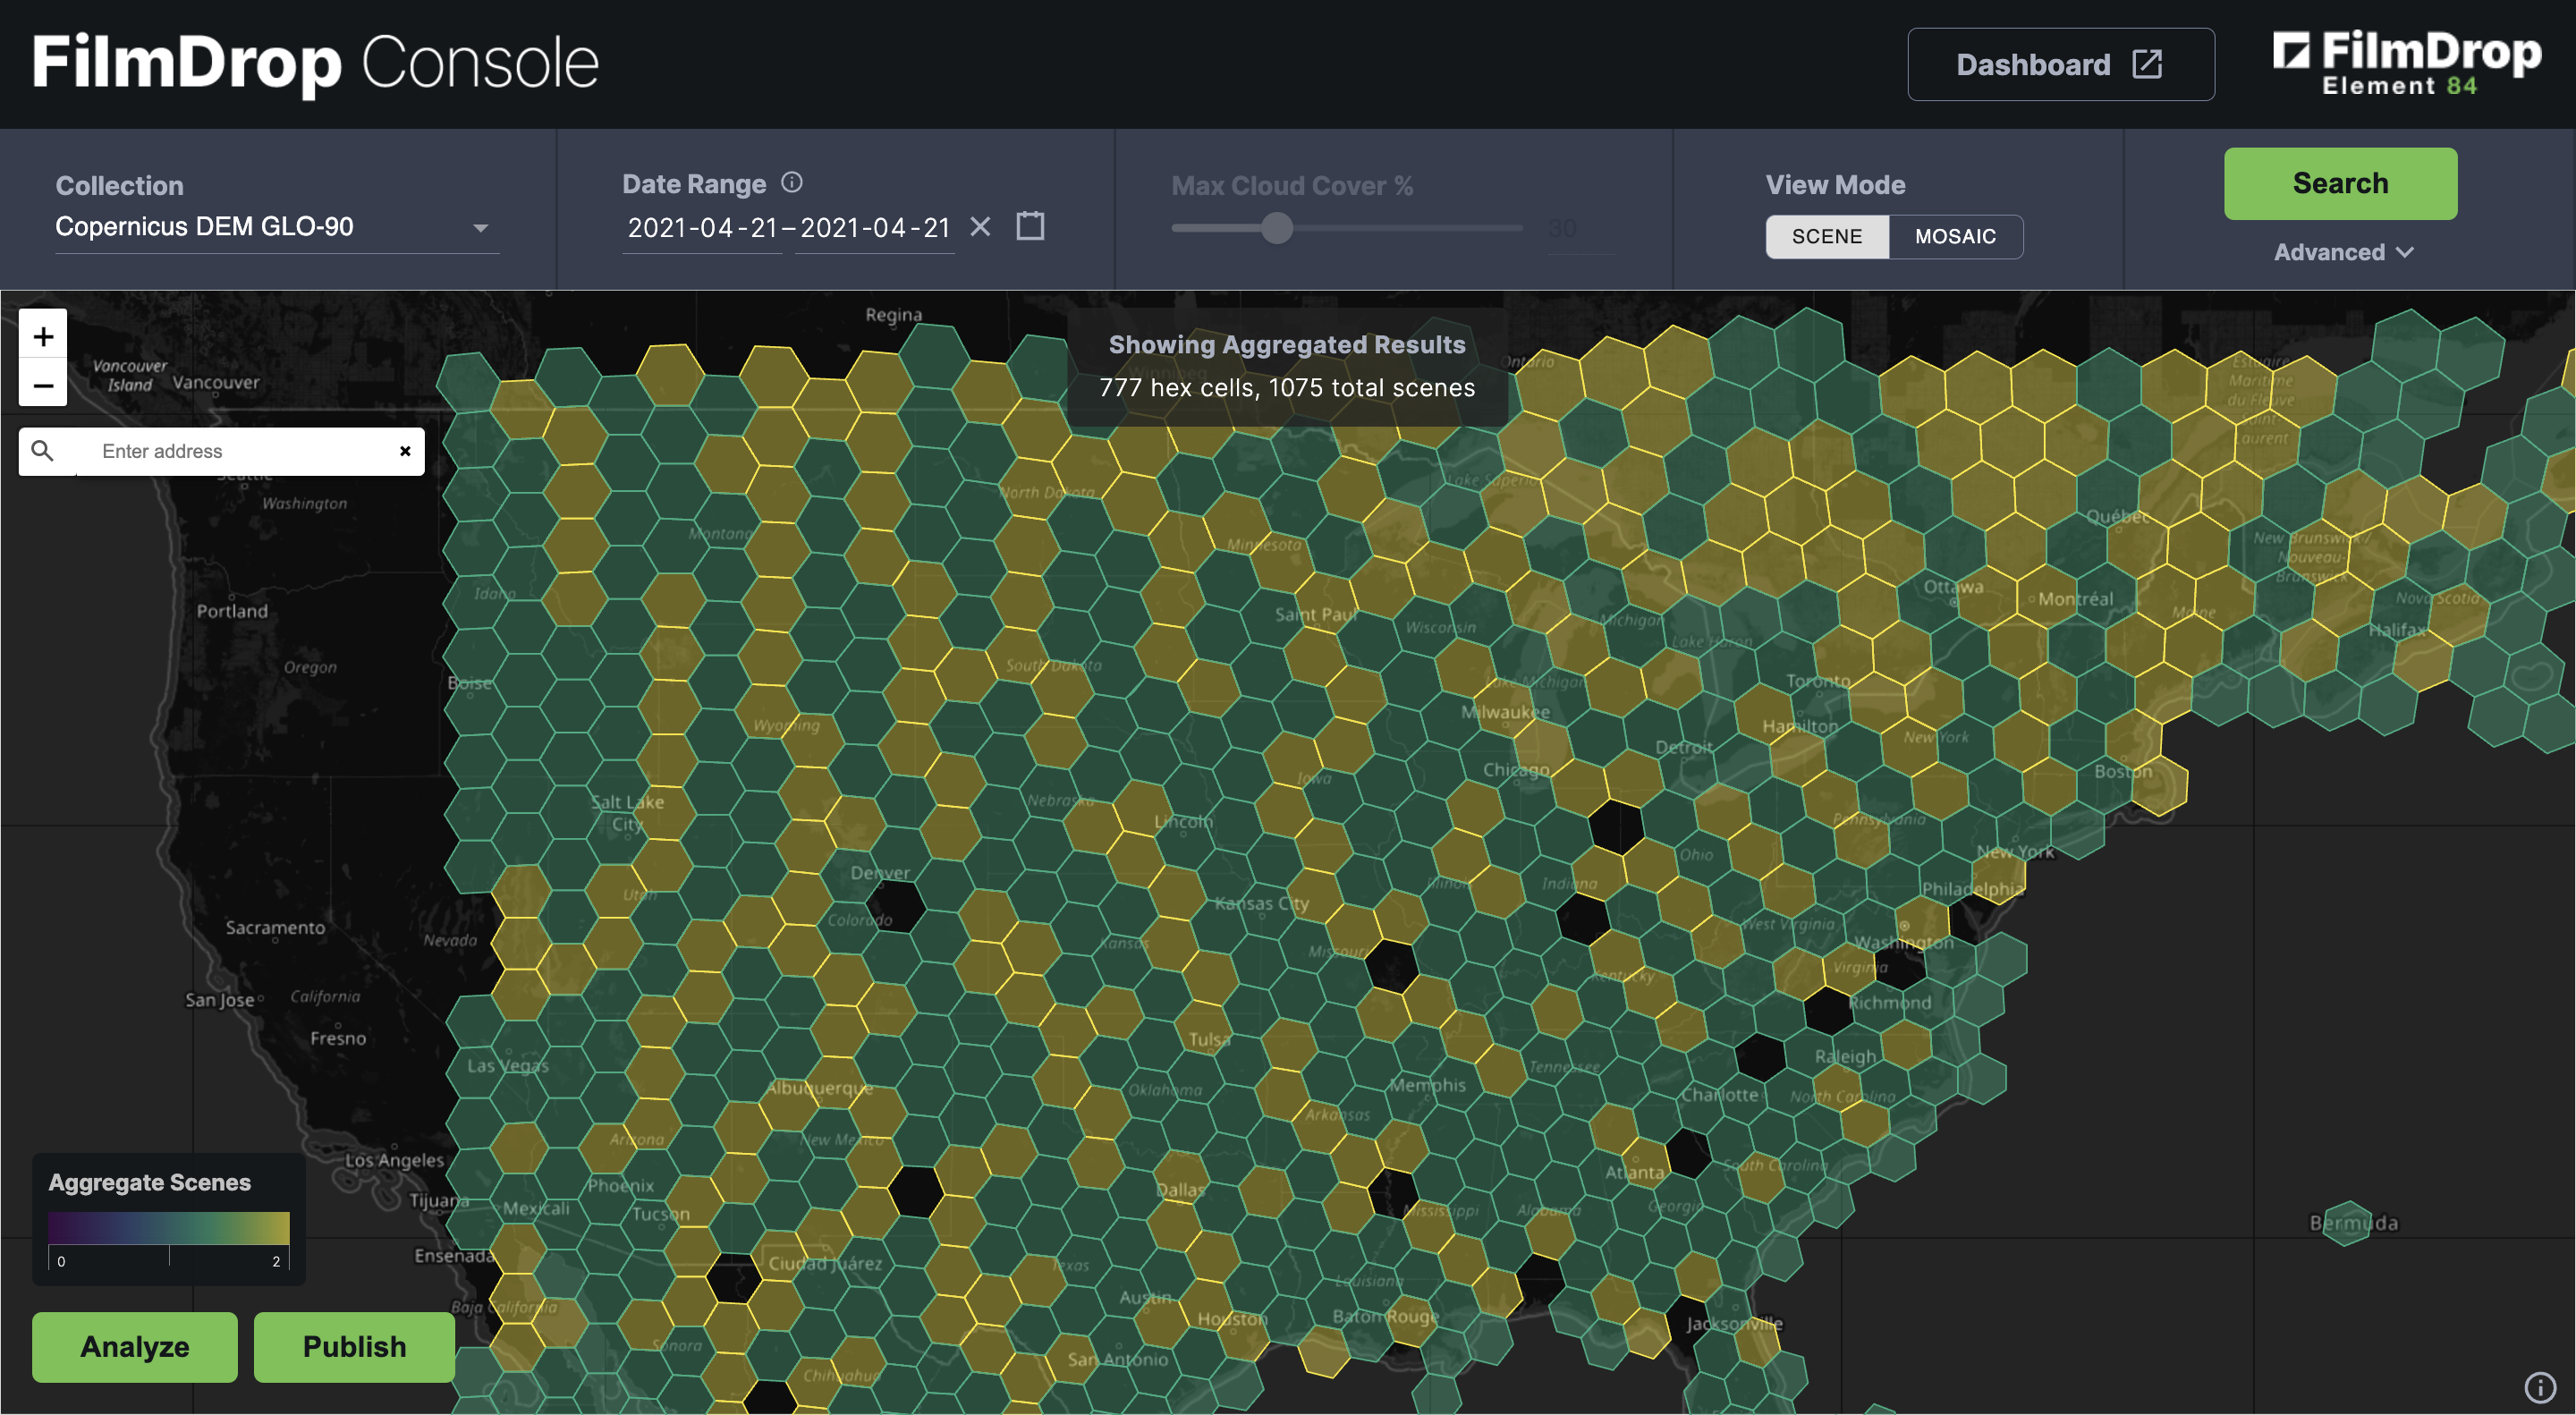 FilmDrop Console
Dashboard
FilmDrop
Element 84
Collection
Copernicus DEM GLO-90
Date Range
2021-04-21 – 2021-04-21
Max Cloud Cover %
30
View Mode
SCENE
MOSAIC
Search
Advanced
+
−
Enter address
Showing Aggregated Results
777 hex cells, 1075 total scenes
Regina
Vancouver
Island
Vancouver
Winnipeg
Ontario
Estuaire
Maritime
du Fleuve
Saint-
Laurent
Seattle
Washington
North Dakota
Lake Superior
Montana
Minnesota
Québec
New Brunswick /
Nouveau-
Brunswick
Idaho
Portland
Saint Paul
Wisconsin
Michigan
Lake Huron
Ottawa
Montréal
Maine
Nova Scotia
Halifax
Oregon
Boise
South Dakota
Lake Michigan
Toronto
Milwaukee
Hamilton
Wyoming
New York
Detroit
Chicago
Iowa
Boston
Salt Lake
City
Nebraska
Lincoln
Pennsylvania
New York
Ohio
Denver
Illinois
Indiana
Philadelphia
Utah
Kansas City
Colorado
West Virginia
Sacramento
Nevada
Kansas
Missouri
Washington
Virginia
Kentucky
San Jose
California
Richmond
Fresno
Tulsa
Raleigh
Las Vegas
Tennessee
Albuquerque
Oklahoma
Memphis
Charlotte
North Carolina
Arkansas
Arizona
New Mexico
Los Angeles
Atlanta
South Carolina
Phoenix
Dallas
Tijuana
Mexicali
Tucson
Mississippi
Alabama
Georgia
Bermuda
Ensenada
Ciudad Juárez
Texas
Louisiana
Austin
Baja California
Houston
Baton Rouge
Jacksonville
Sonora
San Antonio
Chihuahua
Aggregate Scenes
0
2
Analyze
Publish